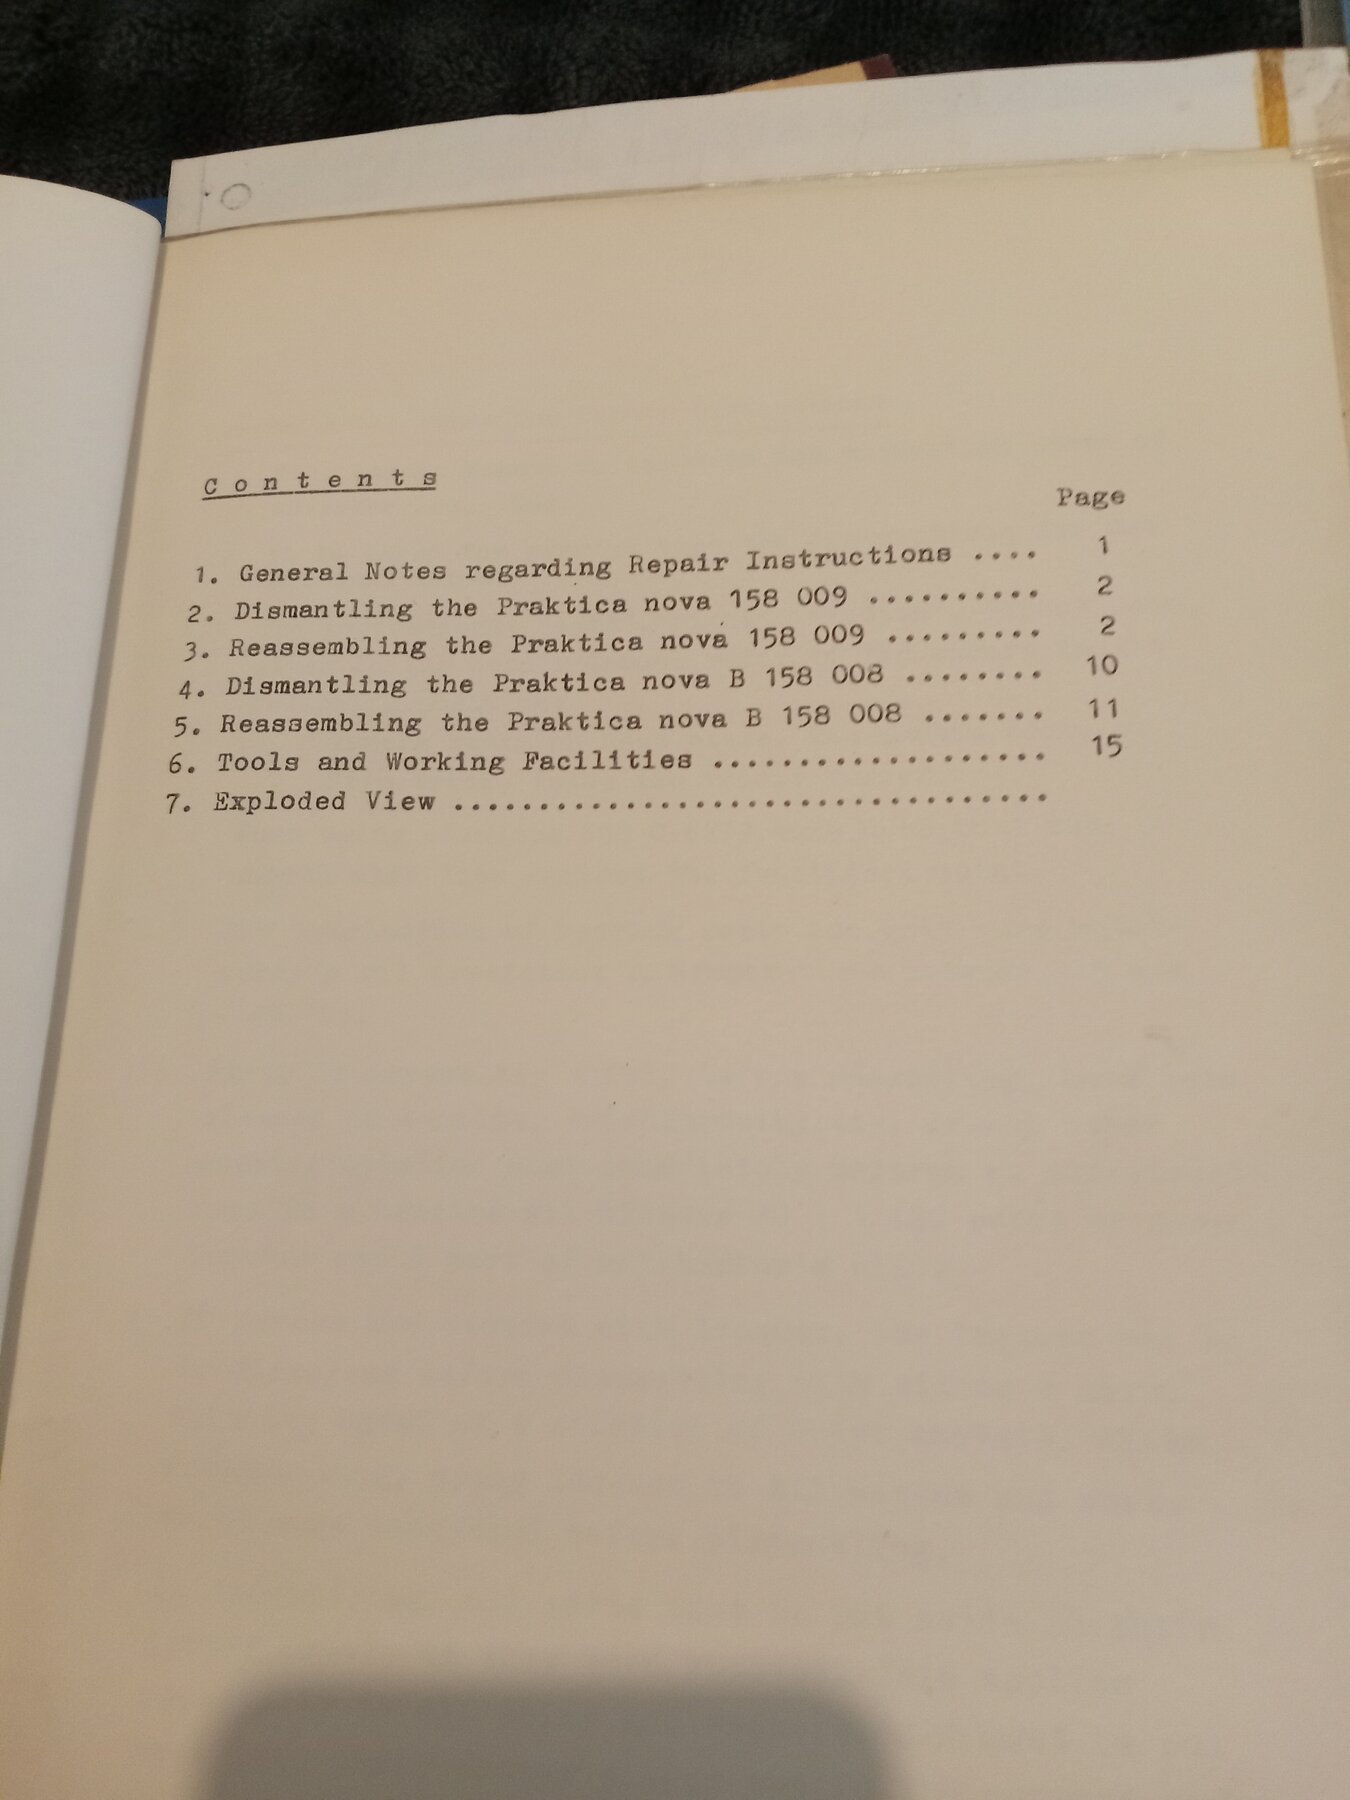 C o n t e n t s
Page
1. General Notes regarding Repair Instructions .... 1
2. Dismantling the Praktica nova 158 009 .......... 2
3. Reassembling the Praktica nova 158 009 ......... 2
4. Dismantling the Praktica nova B 158 008 ........ 10
5. Reassembling the Praktica nova B 158 008 ....... 11
6. Tools and Working Facilities ................... 15
7. Exploded View ...................................